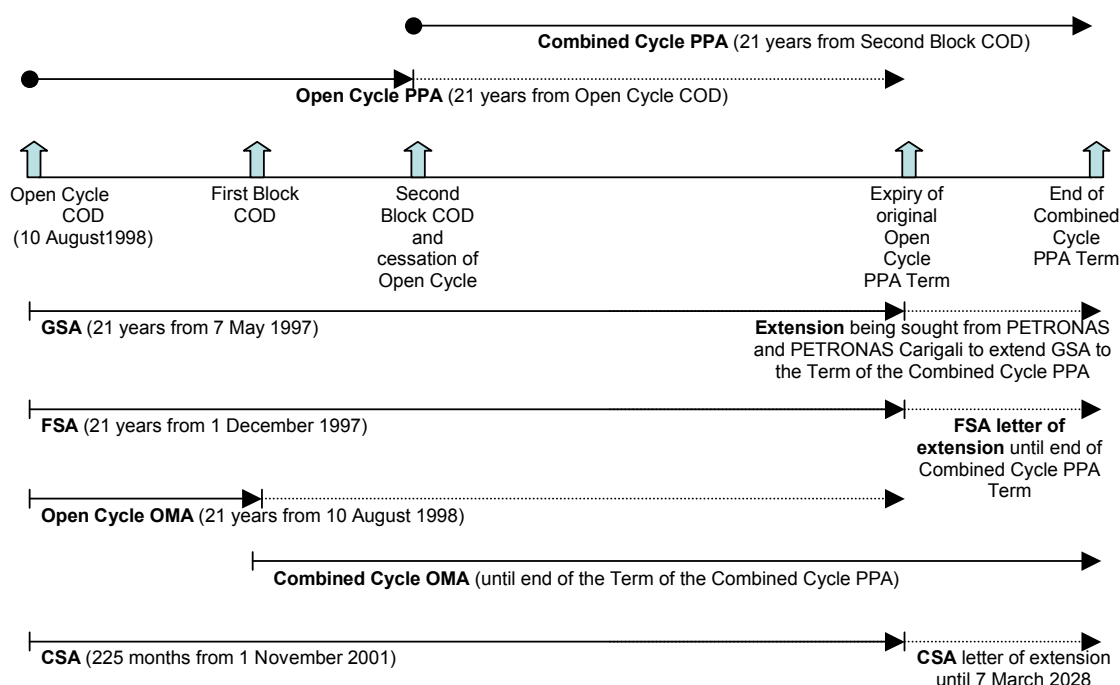 Combined Cycle PPA (21 years from Second Block COD)
Open Cycle PPA (21 years from Open Cycle COD)
Open Cycle
COD
(10 August1998)
First Block
COD
Second
Block COD
and
cessation of
Open Cycle
Expiry of
original
Open
Cycle
PPA Term
End of
Combined
Cycle
PPA Term
GSA (21 years from 7 May 1997)
Extension being sought from PETRONAS
and PETRONAS Carigali to extend GSA to
the Term of the Combined Cycle PPA
FSA (21 years from 1 December 1997)
FSA letter of
extension until end of
Combined Cycle PPA
Term
Open Cycle OMA (21 years from 10 August 1998)
Combined Cycle OMA (until end of the Term of the Combined Cycle PPA)
CSA (225 months from 1 November 2001)
CSA letter of extension
until 7 March 2028